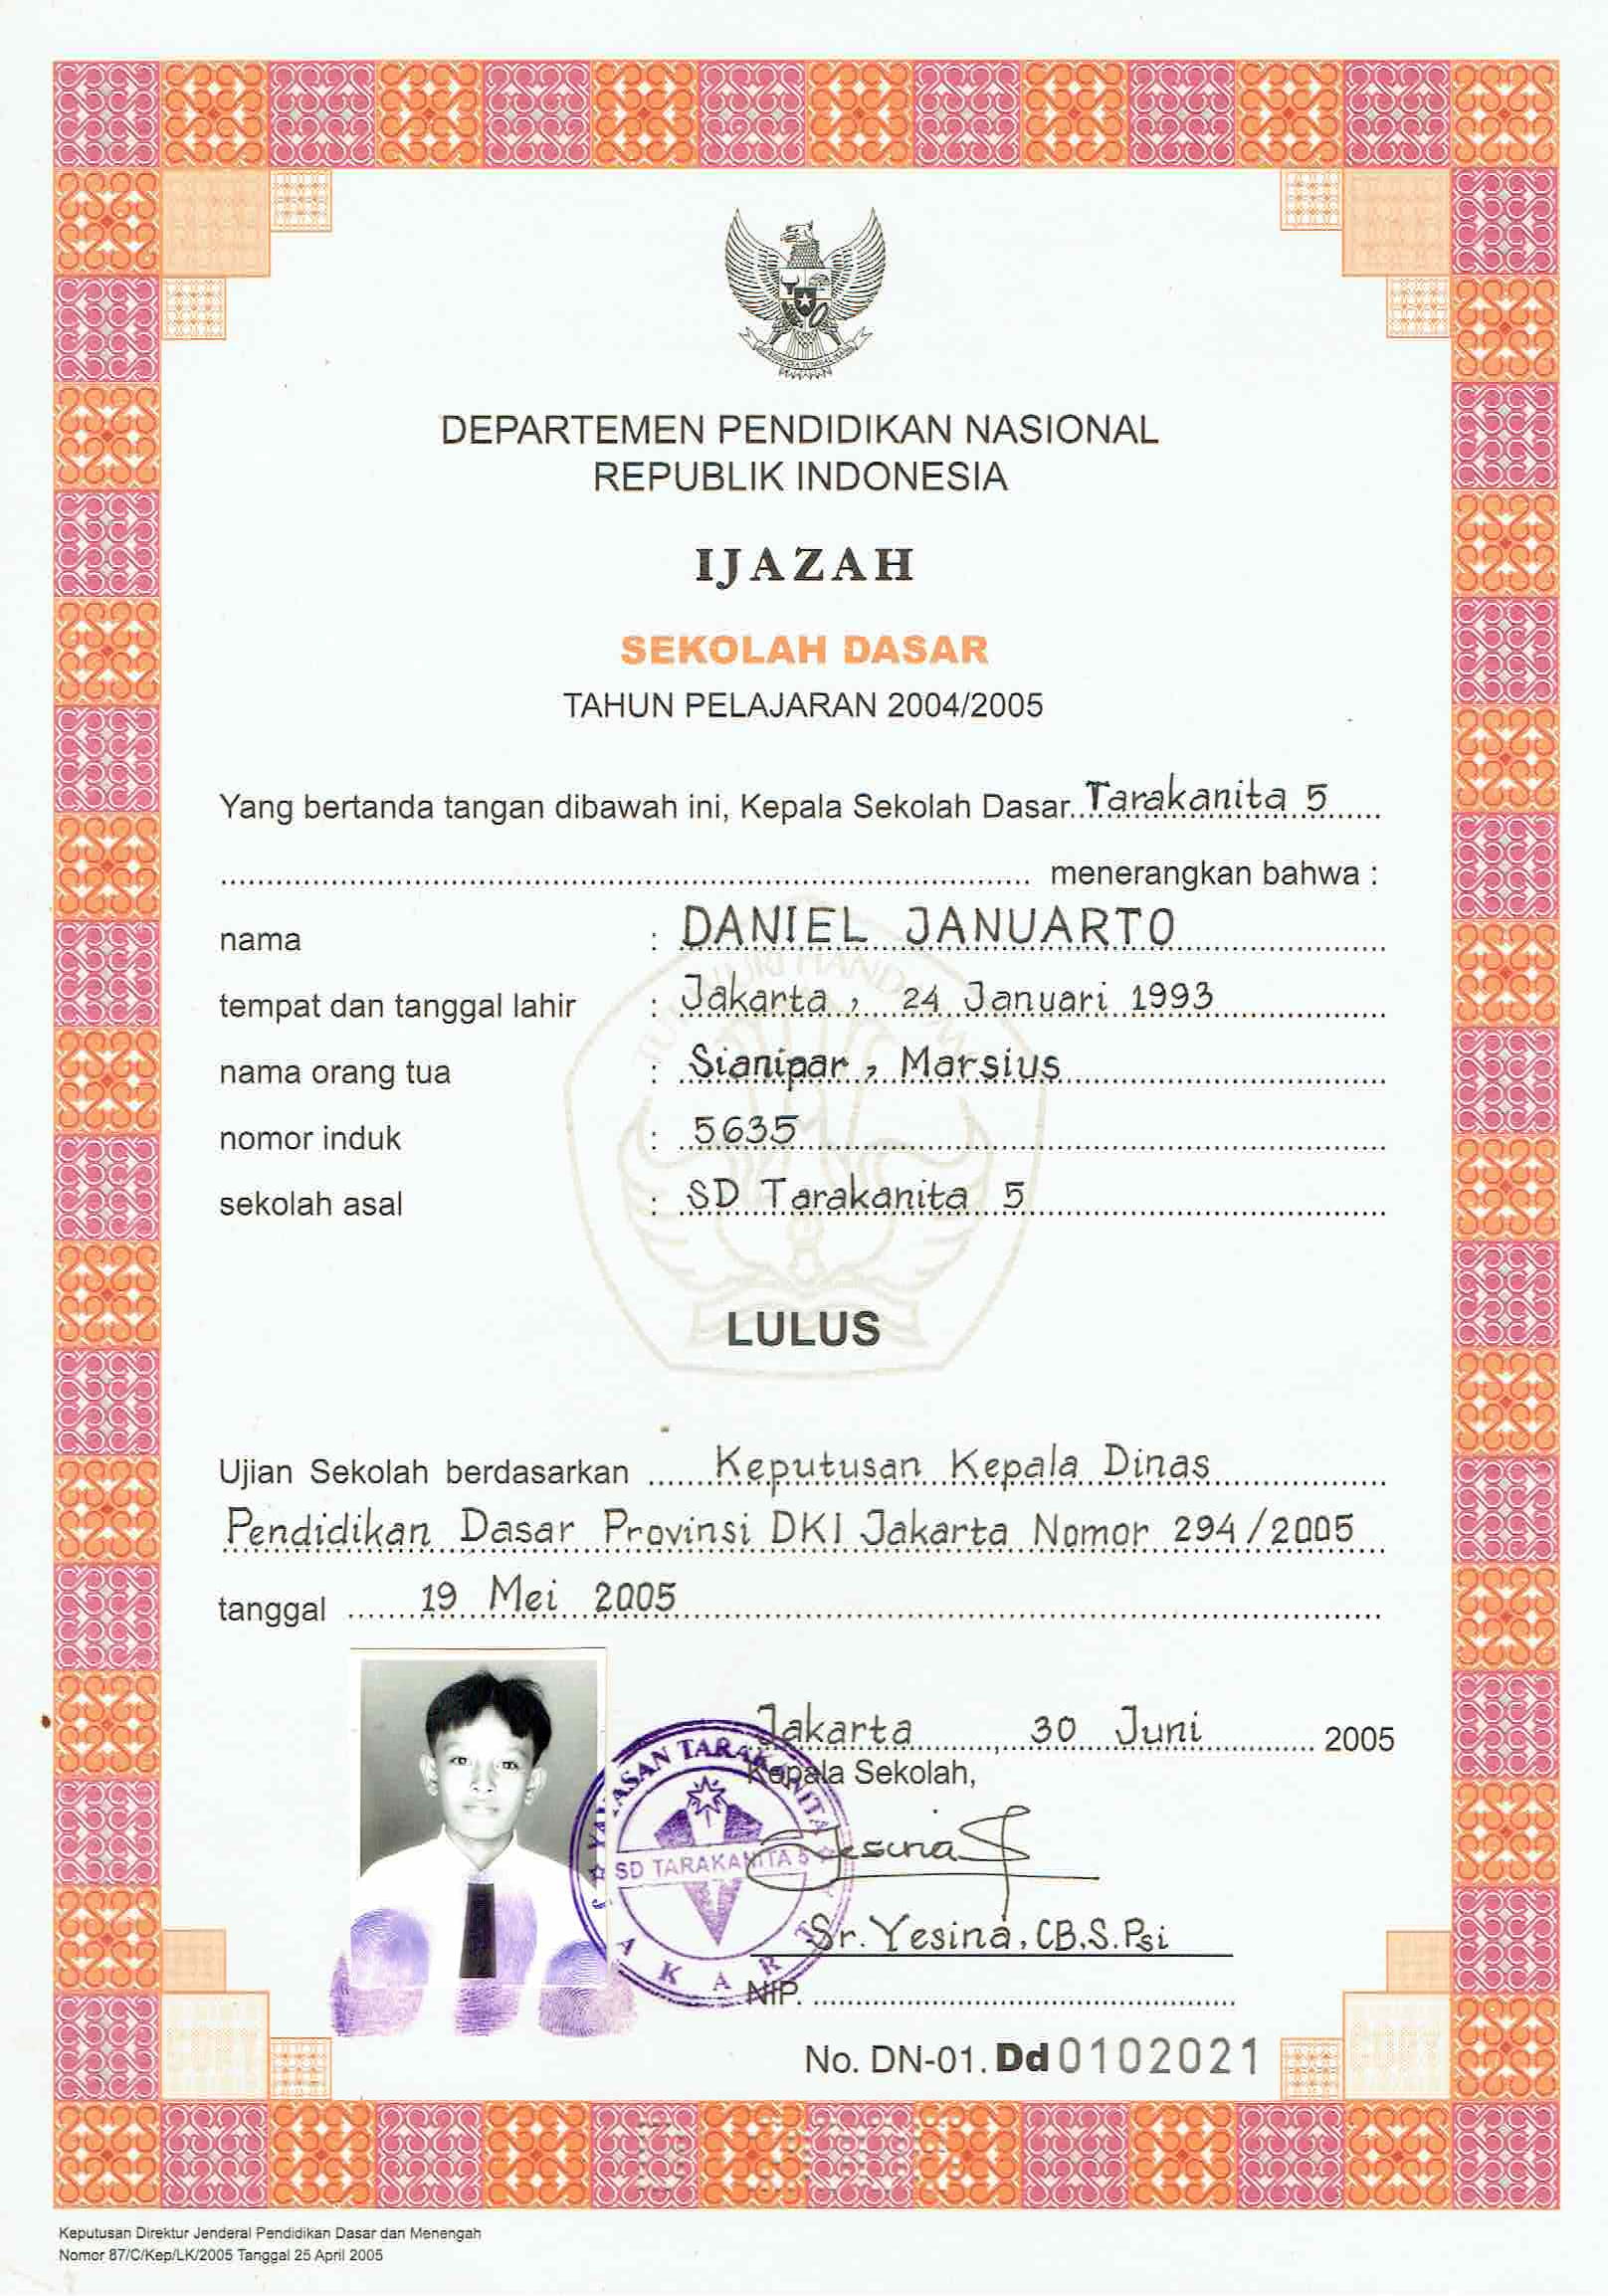 DEPARTEMEN PENDIDIKAN NASIONAL
REPUBLIK INDONESIA
IJAZAH
SEKOLAH DASAR
TAHUN PELAJARAN 2004/2005
Yang bertanda tangan dibawah ini, Kepala Sekolah Dasar Tarakanita 5
menerangkan bahwa :
nama : DANIEL JANUARTO
tempat dan tanggal lahir : Jakarta, 24 Januari 1993
nama orang tua : Sianipar, Marsius
nomor induk : 5635
sekolah asal : SD Tarakanita 5
TUT WURI HANDAYANI
LULUS
Ujian Sekolah berdasarkan Keputusan Kepala Dinas
Pendidikan Dasar Provinsi DKI Jakarta Nomor 294/2005
tanggal 19 Mei 2005
Jakarta, 30 Juni 2005
Kepala Sekolah,
YAYASAN TARAKANITA
SD TARAKANITA 5
JAKARTA
Yesina
Sr. Yesina, CB, S.Psi
NIP.
No. DN-01. Dd 0102021
Keputusan Direktur Jenderal Pendidikan Dasar dan Menengah
Nomor 87/C/Kep/LK/2005 Tanggal 25 April 2005